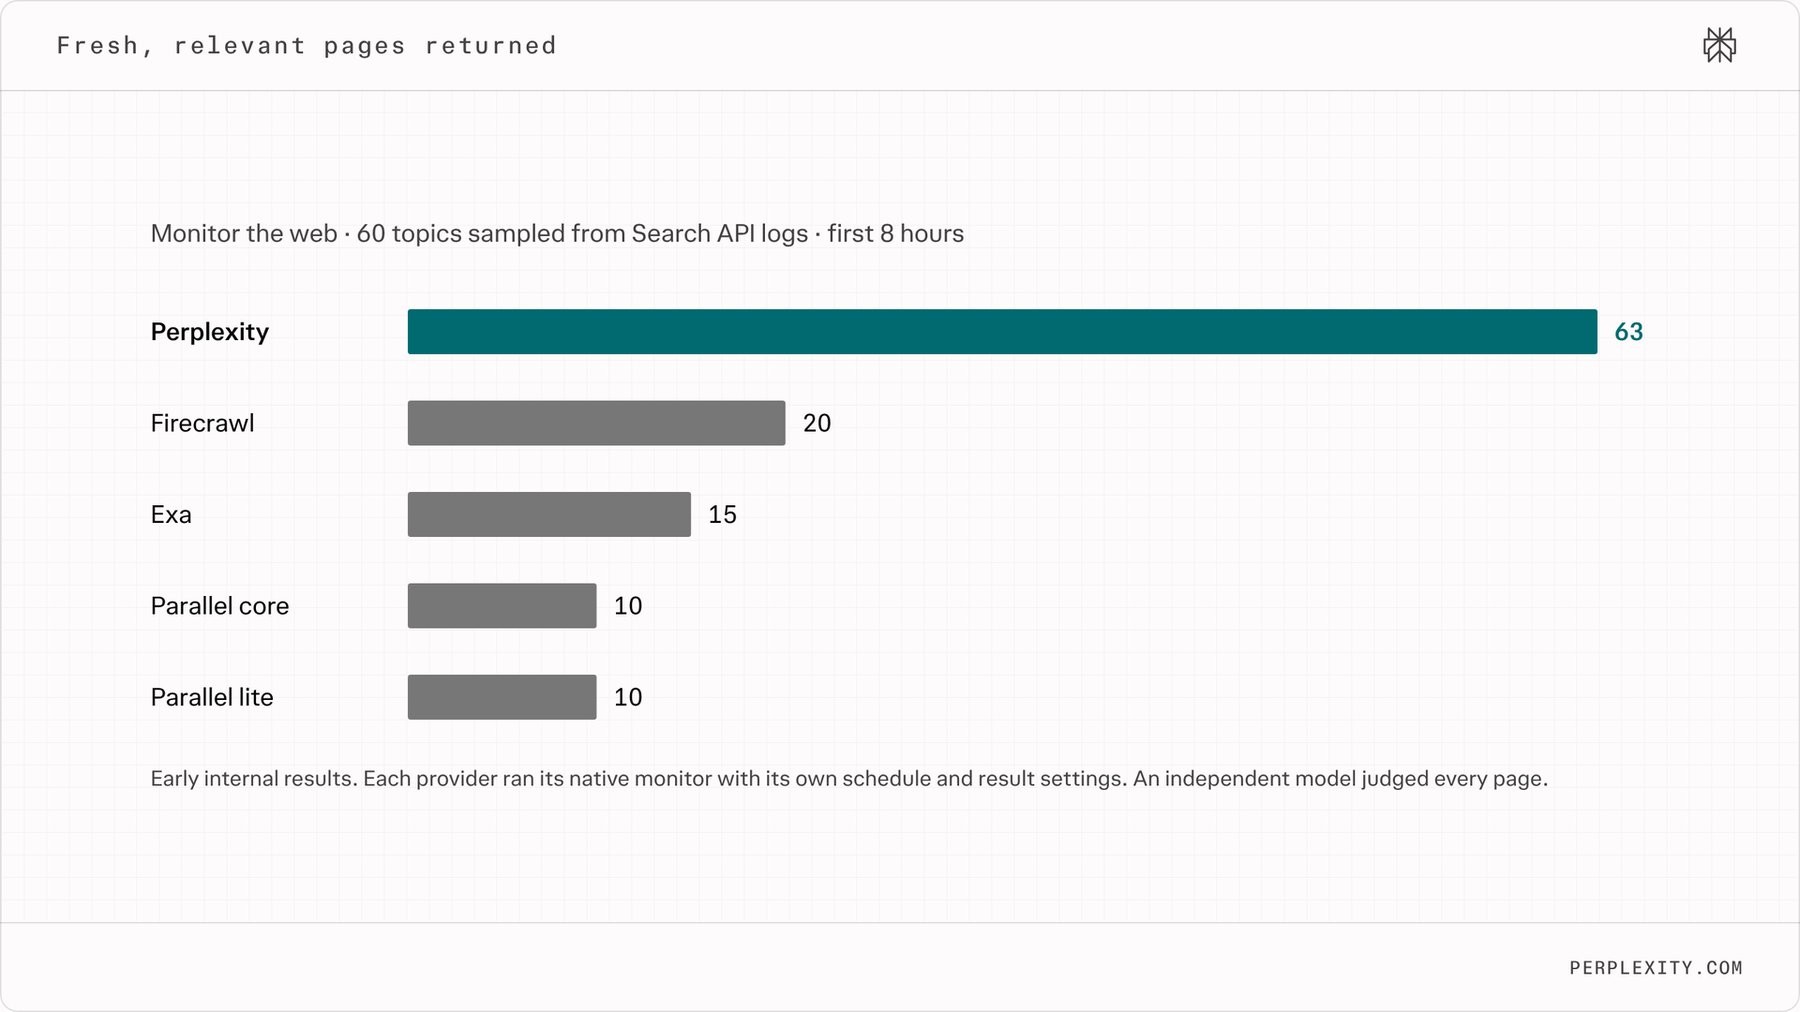 Fresh, relevant pages returned
Monitor the web · 60 topics sampled from Search API logs · first 8 hours
Perplexity 63
Firecrawl 20
Exa 15
Parallel core 10
Parallel lite 10
Early internal results. Each provider ran its native monitor with its own schedule and result settings. An independent model judged every page.
PERPLEXITY.COM